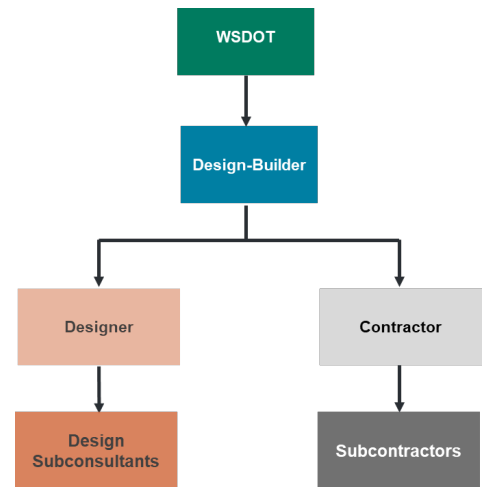 WSDOT
Design-Builder
Designer
Contractor
Design
Subconsultants
Subcontractors